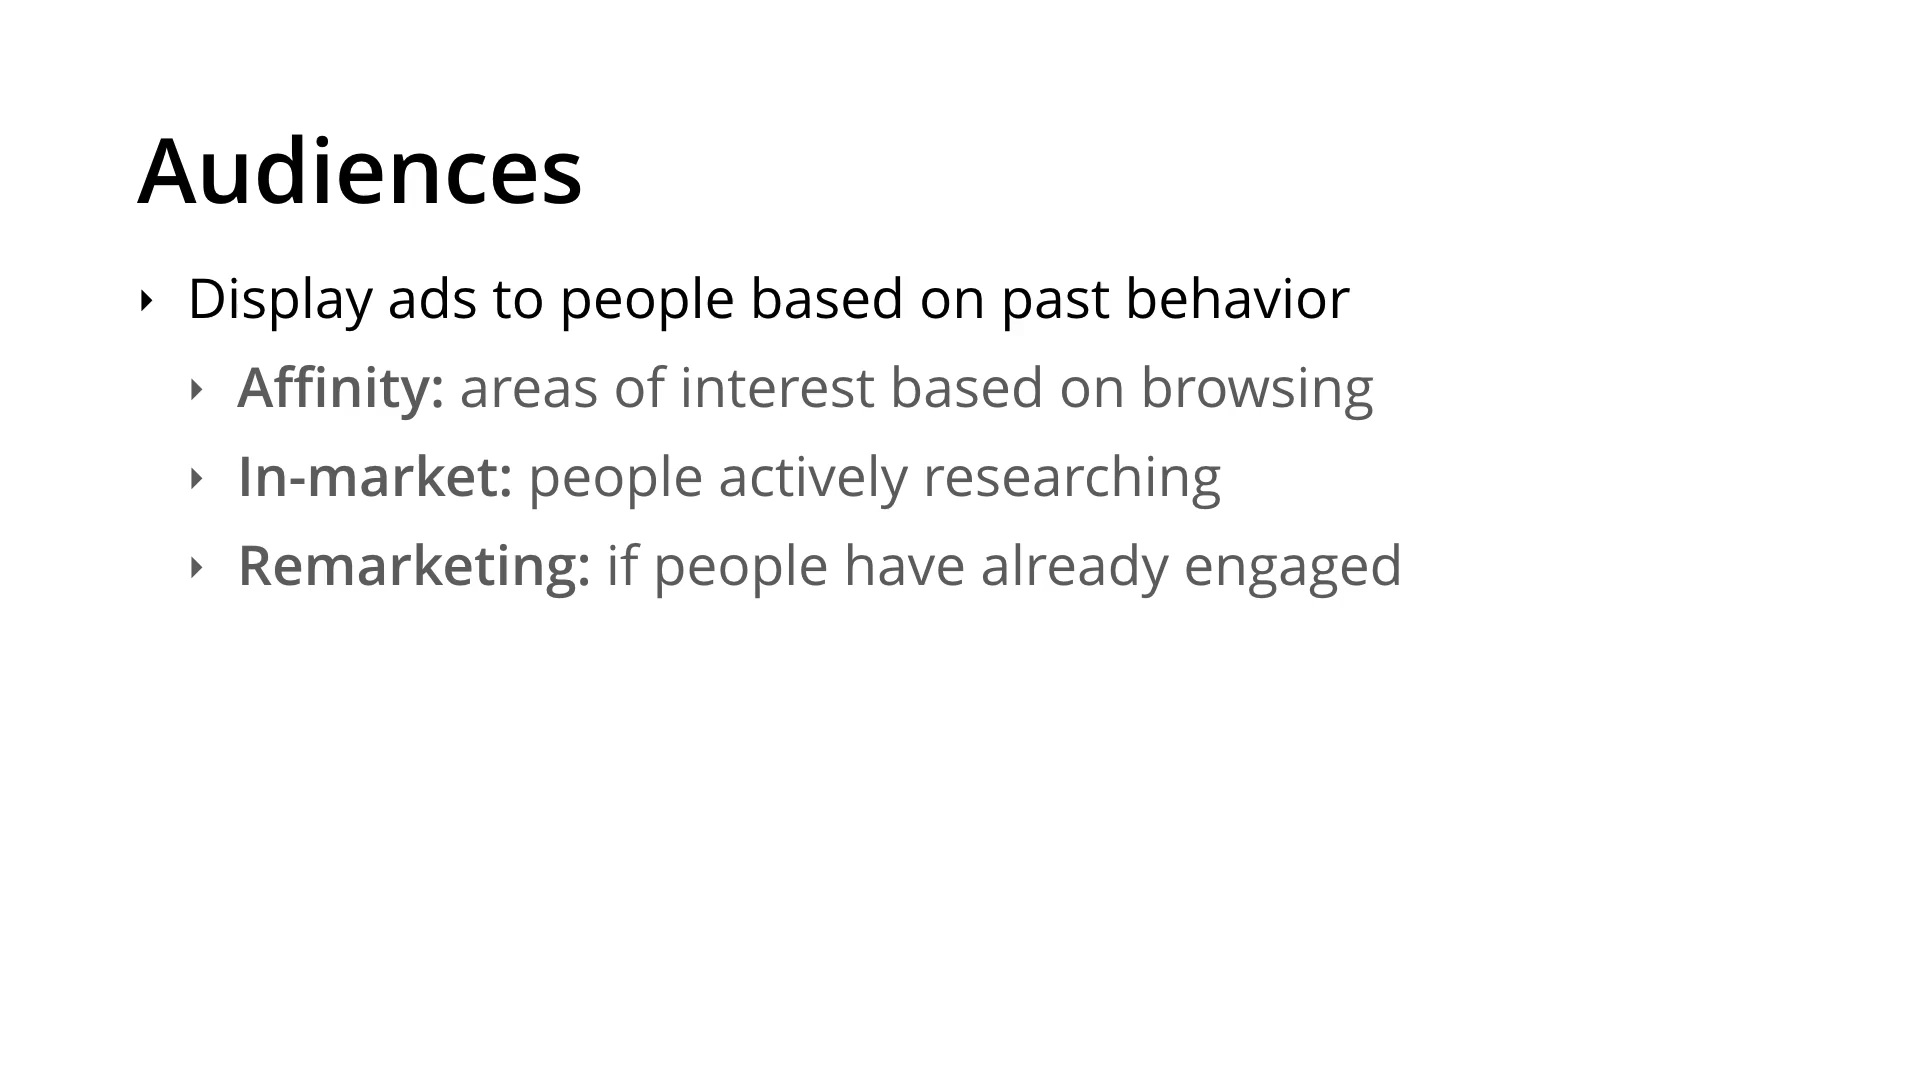 Audiences
‣ Display ads to people based on past behavior
‣ Affinity: areas of interest based on browsing
‣ In-market: people actively researching
‣ Remarketing: if people have already engaged